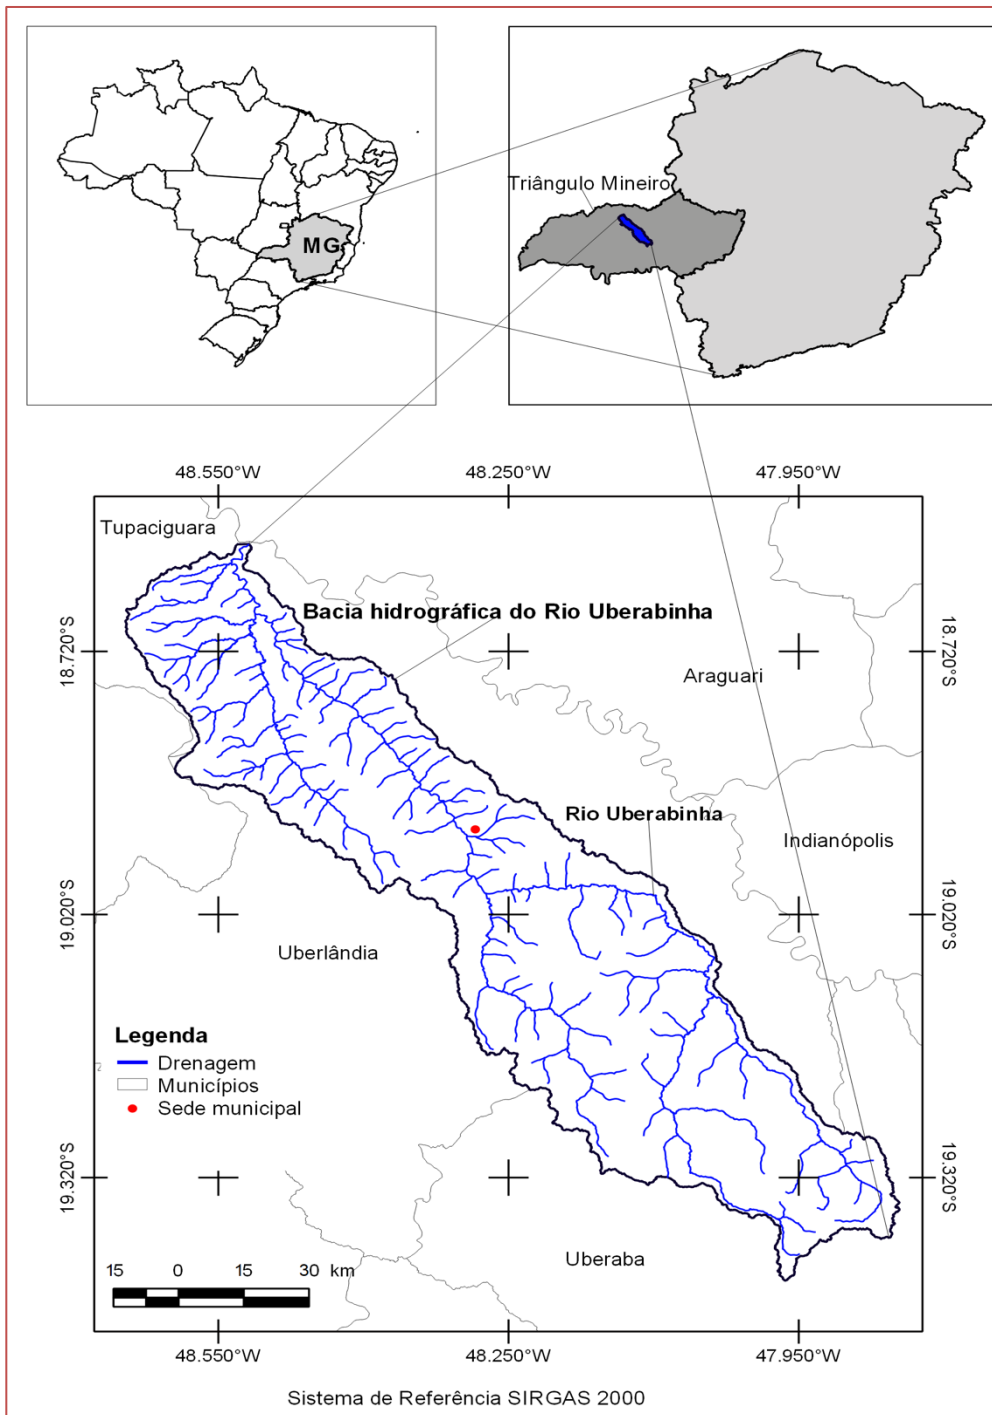 MG
Triângulo Mineiro
48.550°W 48.250°W 47.950°W
Tupaciguara
Bacia hidrográfica do Rio Uberabinha
18.720°S 18.720°S
Araguari
Rio Uberabinha
Indianópolis
19.020°S 19.020°S
Uberlândia
Legenda
Drenagem
Municípios
Sede municipal
19.320°S 19.320°S
Uberaba
15 0 15 30 km
48.550°W 48.250°W 47.950°W
Sistema de Referência SIRGAS 2000